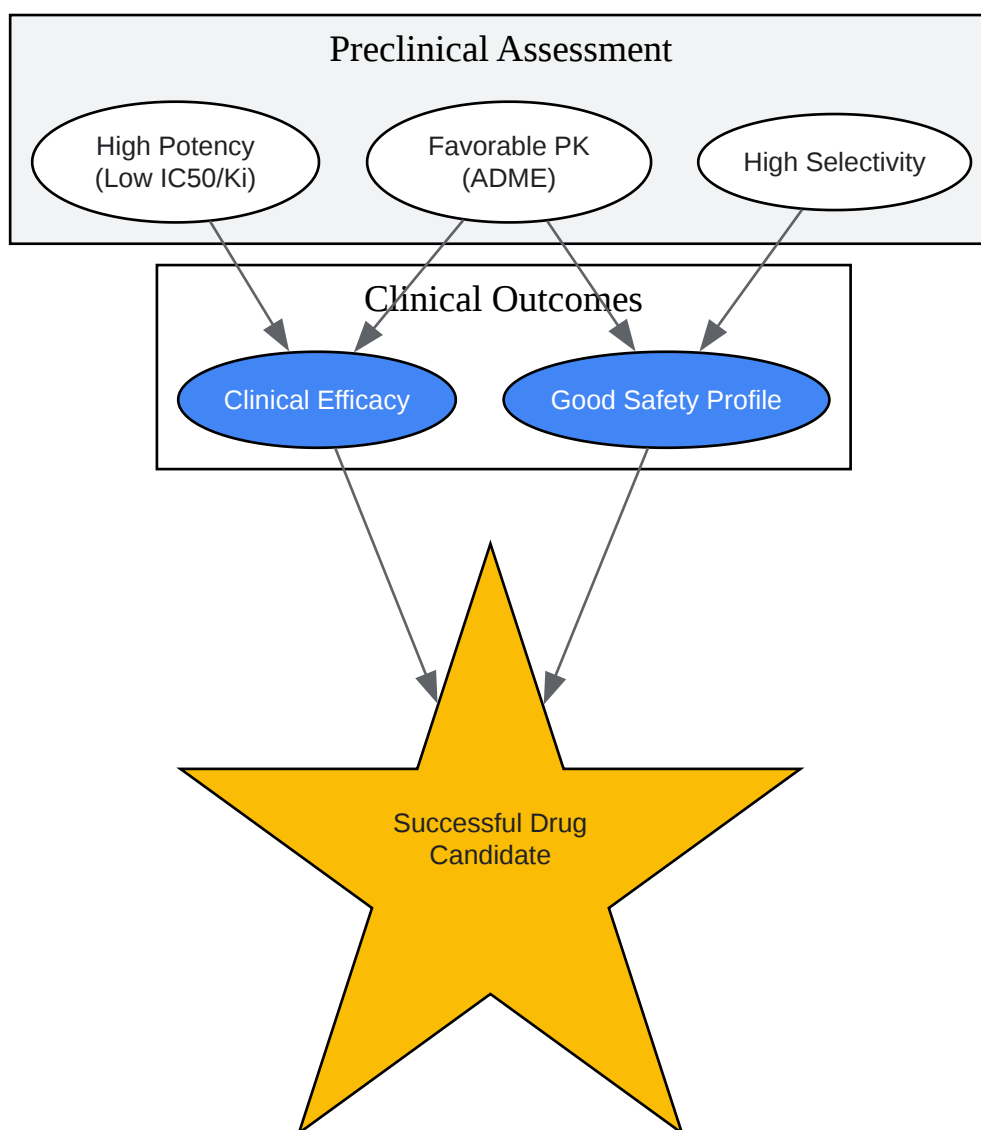 Preclinical Assessment
High Potency
(Low IC50/Ki)
Favorable PK
(ADME)
High Selectivity
Clinical Outcomes
Clinical Efficacy
Good Safety Profile
Successful Drug
Candidate